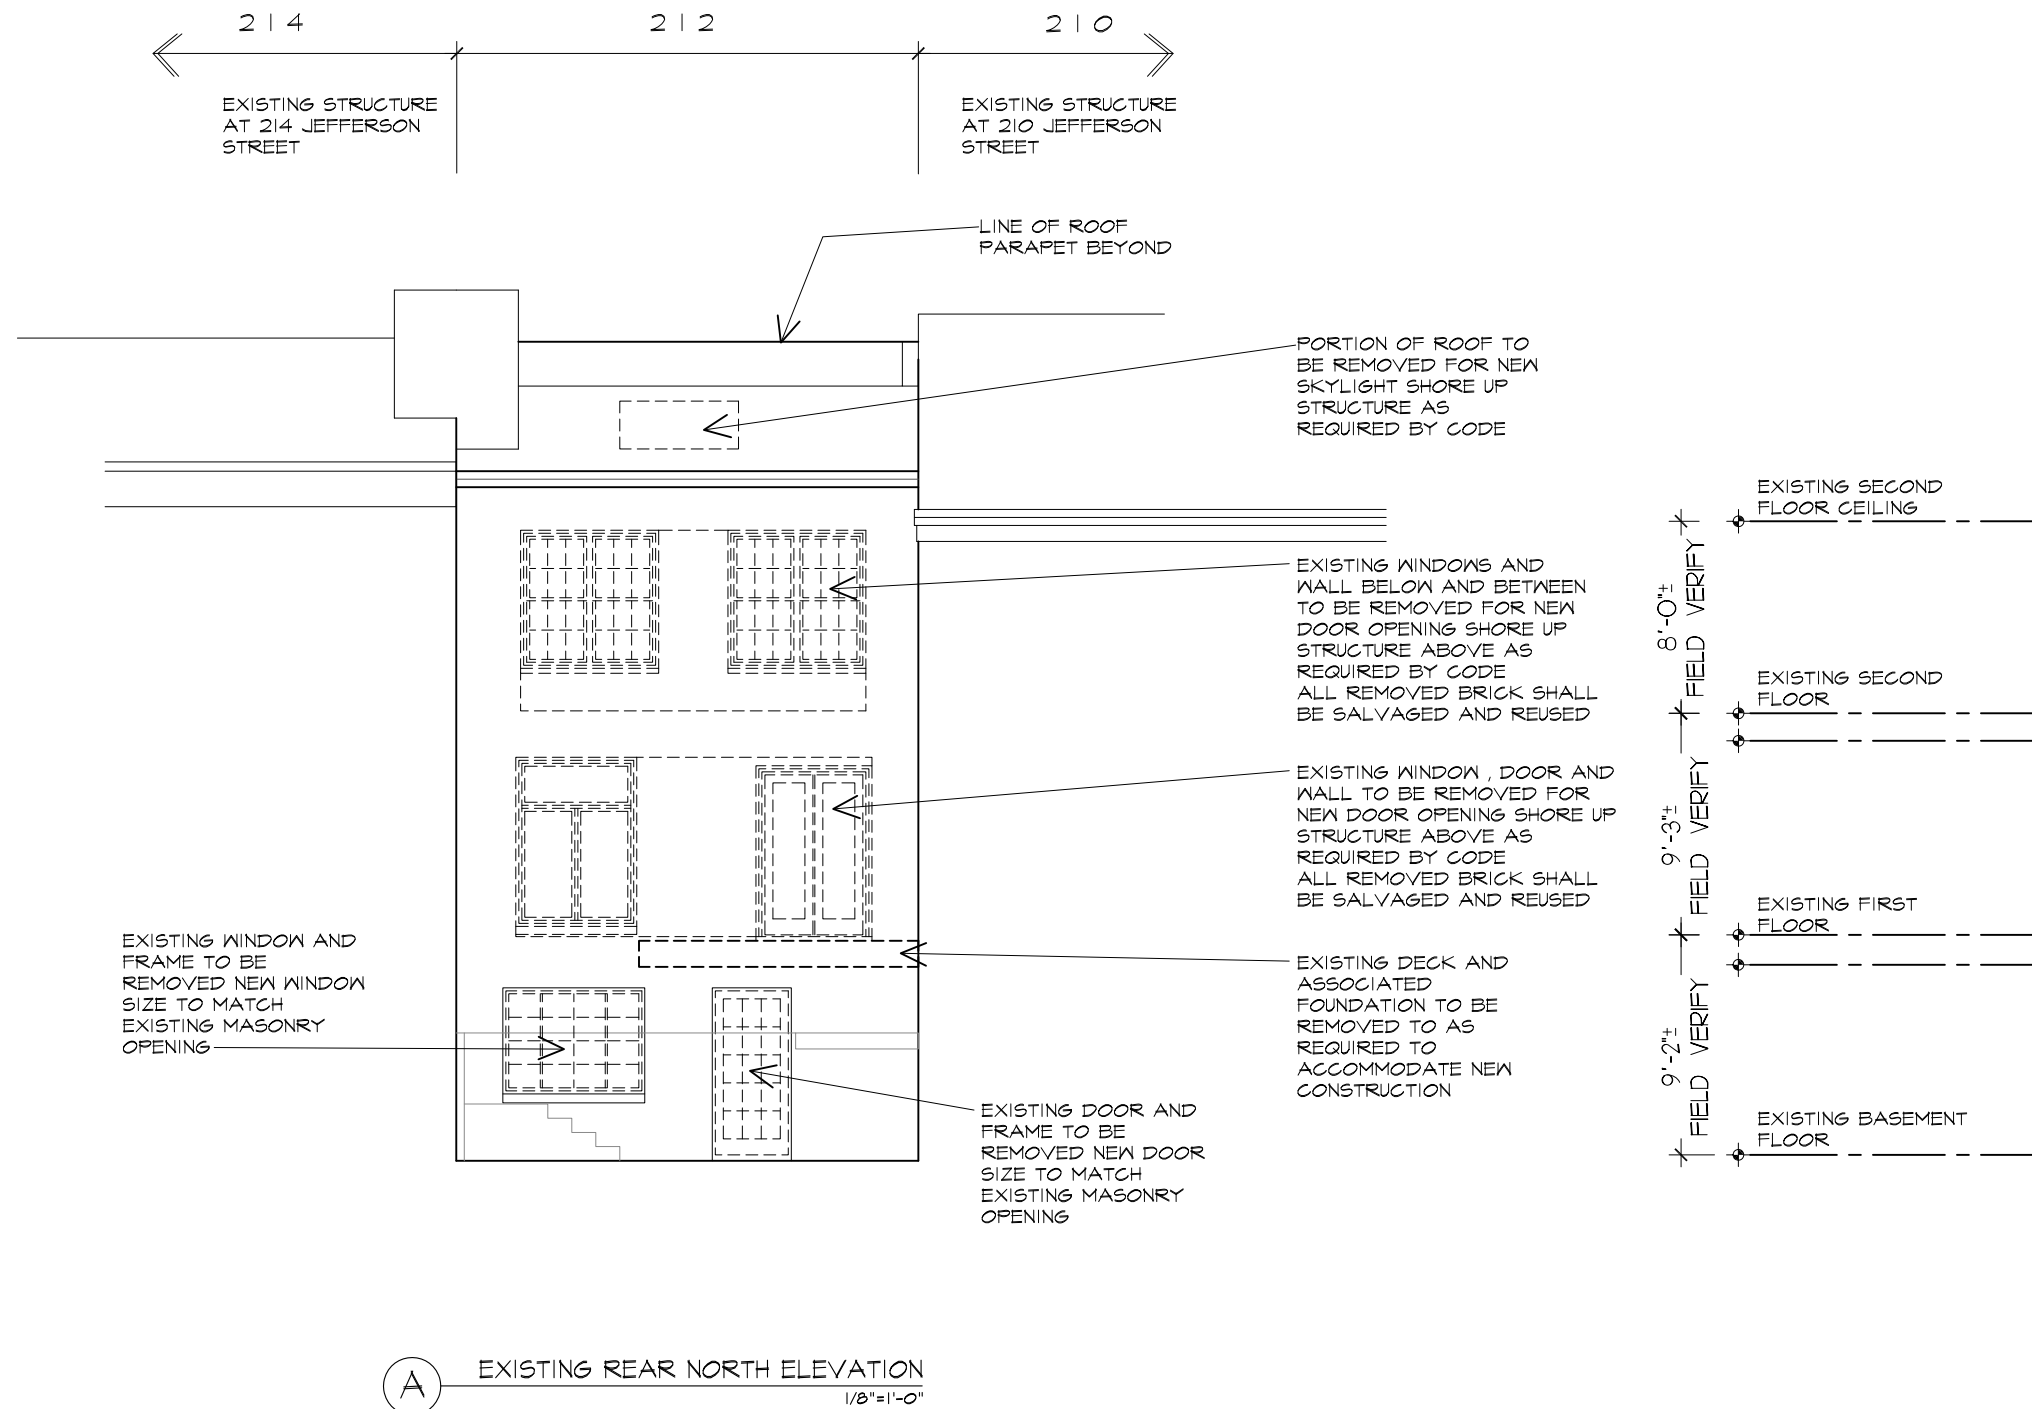 214
212
210
EXISTING STRUCTURE
AT 214 JEFFERSON
STREET
EXISTING STRUCTURE
AT 210 JEFFERSON
STREET
LINE OF ROOF
PARAPET BEYOND
PORTION OF ROOF TO
BE REMOVED FOR NEW
SKYLIGHT SHORE UP
STRUCTURE AS
REQUIRED BY CODE
EXISTING WINDOWS AND
WALL BELOW AND BETWEEN
TO BE REMOVED FOR NEW
DOOR OPENING SHORE UP
STRUCTURE ABOVE AS
REQUIRED BY CODE
ALL REMOVED BRICK SHALL
BE SALVAGED AND REUSED
EXISTING WINDOW , DOOR AND
WALL TO BE REMOVED FOR
NEW DOOR OPENING SHORE UP
STRUCTURE ABOVE AS
REQUIRED BY CODE
ALL REMOVED BRICK SHALL
BE SALVAGED AND REUSED
EXISTING DECK AND
ASSOCIATED
FOUNDATION TO BE
REMOVED TO AS
REQUIRED TO
ACCOMMODATE NEW
CONSTRUCTION
EXISTING WINDOW AND
FRAME TO BE
REMOVED NEW WINDOW
SIZE TO MATCH
EXISTING MASONRY
OPENING
EXISTING DOOR AND
FRAME TO BE
REMOVED NEW DOOR
SIZE TO MATCH
EXISTING MASONRY
OPENING
EXISTING SECOND
FLOOR CEILING
8'-0"±
FIELD VERIFY
EXISTING SECOND
FLOOR
9'-3"±
FIELD VERIFY
EXISTING FIRST
FLOOR
9'-2"±
FIELD VERIFY
EXISTING BASEMENT
FLOOR
A
EXISTING REAR NORTH ELEVATION
1/8"=1'-0"